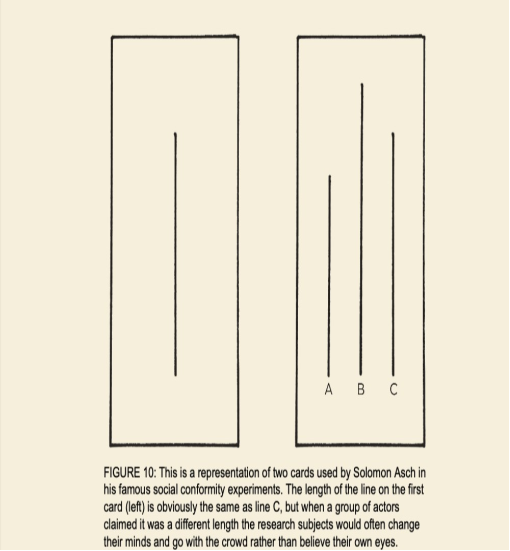 A B C
FIGURE 10: This is a representation of two cards used by Solomon Asch in
his famous social conformity experiments. The length of the line on the first
card (left) is obviously the same as line C, but when a group of actors
claimed it was a different length the research subjects would often change
their minds and go with the crowd rather than believe their own eyes.